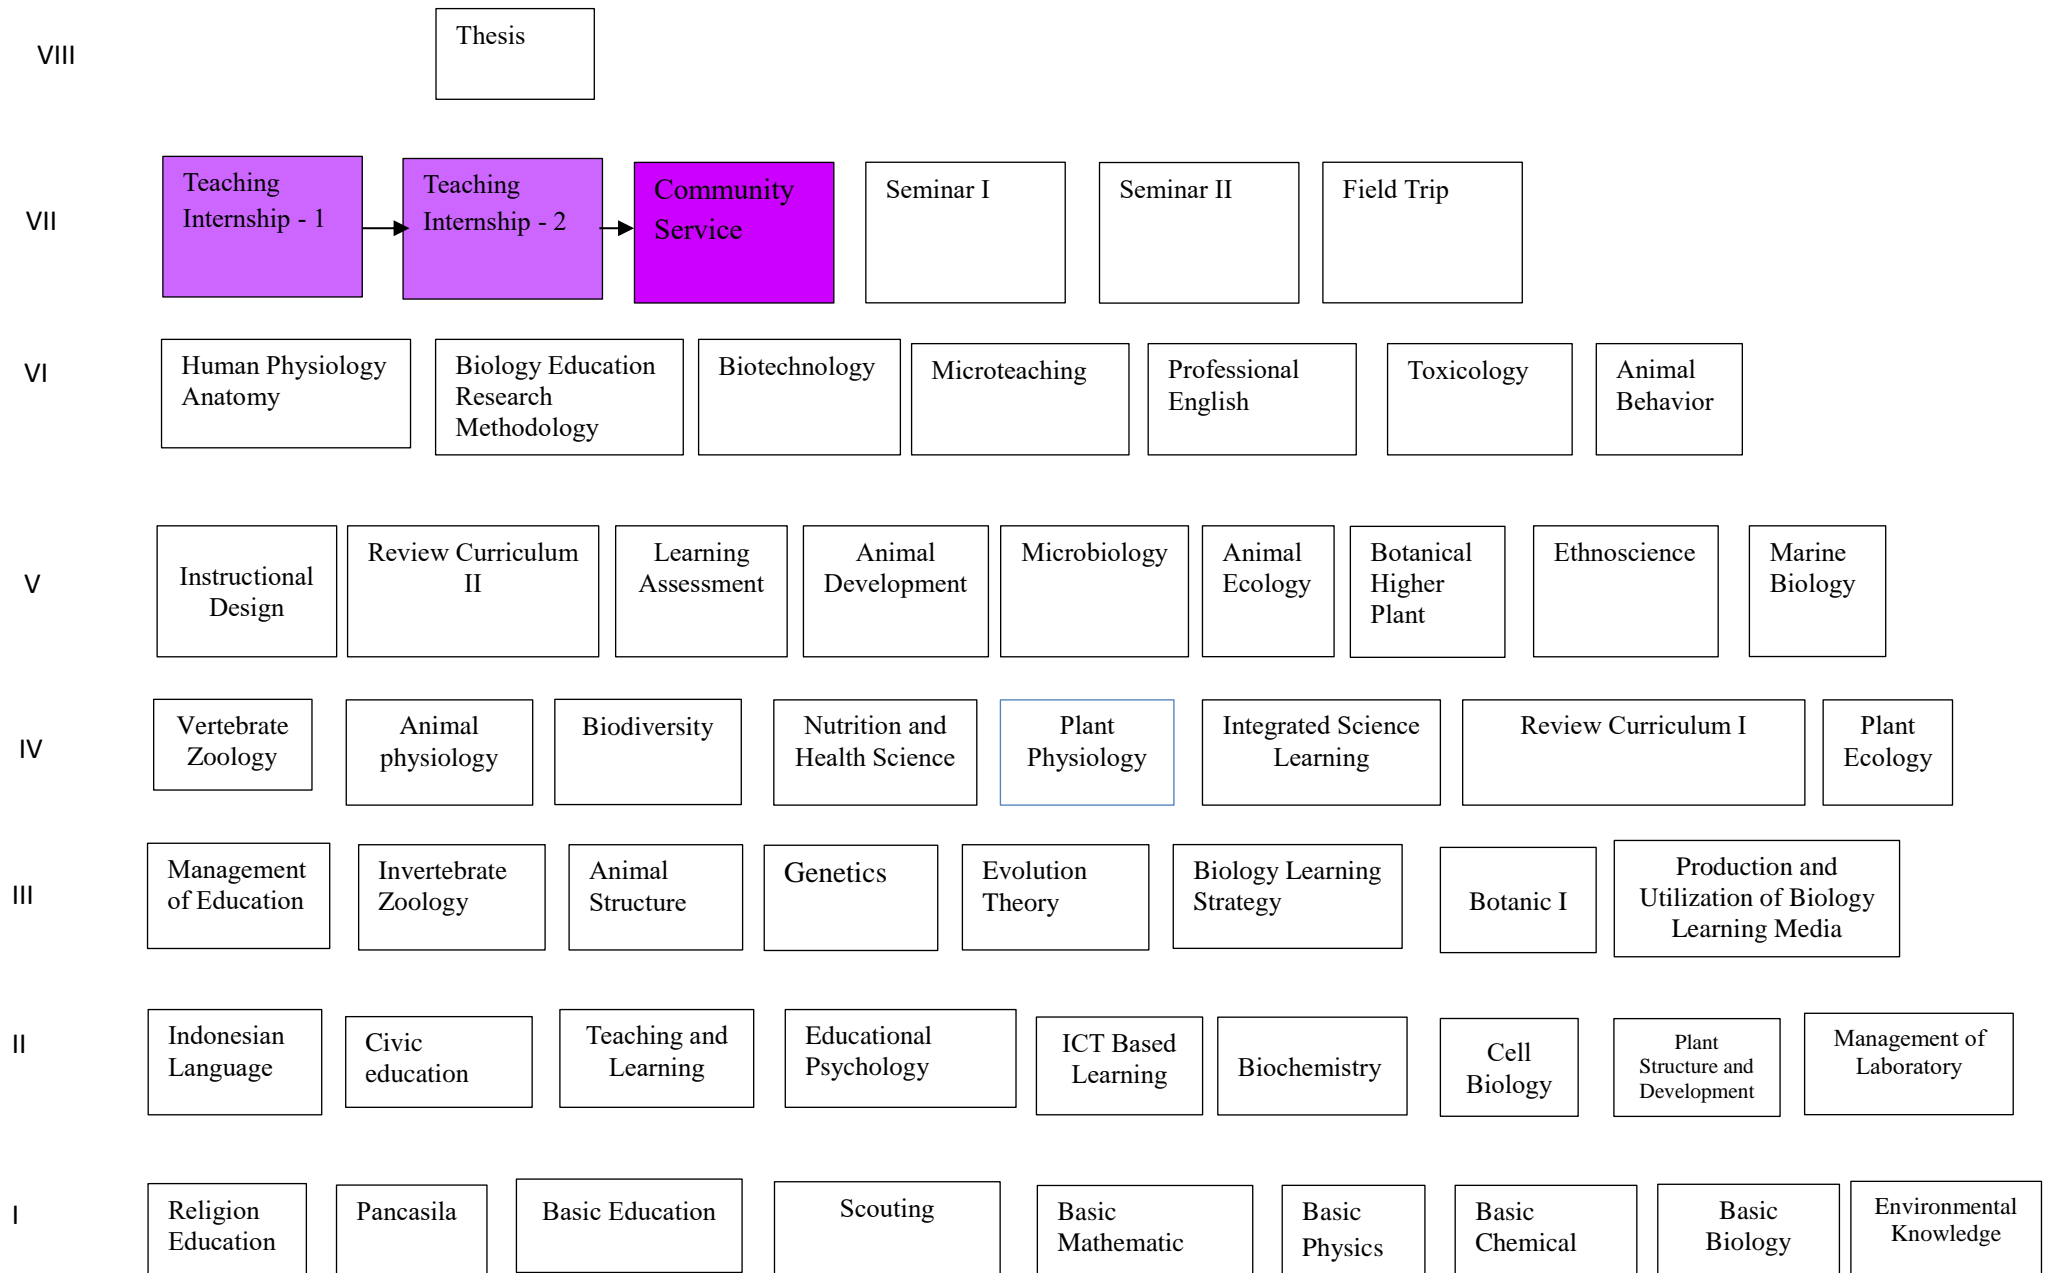 VIII
Thesis
VII
Teaching
Internship - 1
Teaching
Internship - 2
Community
Service
Seminar I
Seminar II
Field Trip
VI
Human Physiology
Anatomy
Biology Education
Research
Methodology
Biotechnology
Microteaching
Professional
English
Toxicology
Animal
Behavior
V
Instructional
Design
Review Curriculum
II
Learning
Assessment
Animal
Development
Microbiology
Animal
Ecology
Botanical
Higher
Plant
Ethnoscience
Marine
Biology
IV
Vertebrate
Zoology
Animal
physiology
Biodiversity
Nutrition and
Health Science
Plant
Physiology
Integrated Science
Learning
Review Curriculum I
Plant
Ecology
III
Management
of Education
Invertebrate
Zoology
Animal
Structure
Genetics
Evolution
Theory
Biology Learning
Strategy
Botanic I
Production and
Utilization of Biology
Learning Media
II
Indonesian
Language
Civic
education
Teaching and
Learning
Educational
Psychology
ICT Based
Learning
Biochemistry
Cell
Biology
Plant
Structure and
Development
Management of
Laboratory
I
Religion
Education
Pancasila
Basic Education
Scouting
Basic
Mathematic
Basic
Physics
Basic
Chemical
Basic
Biology
Environmental
Knowledge